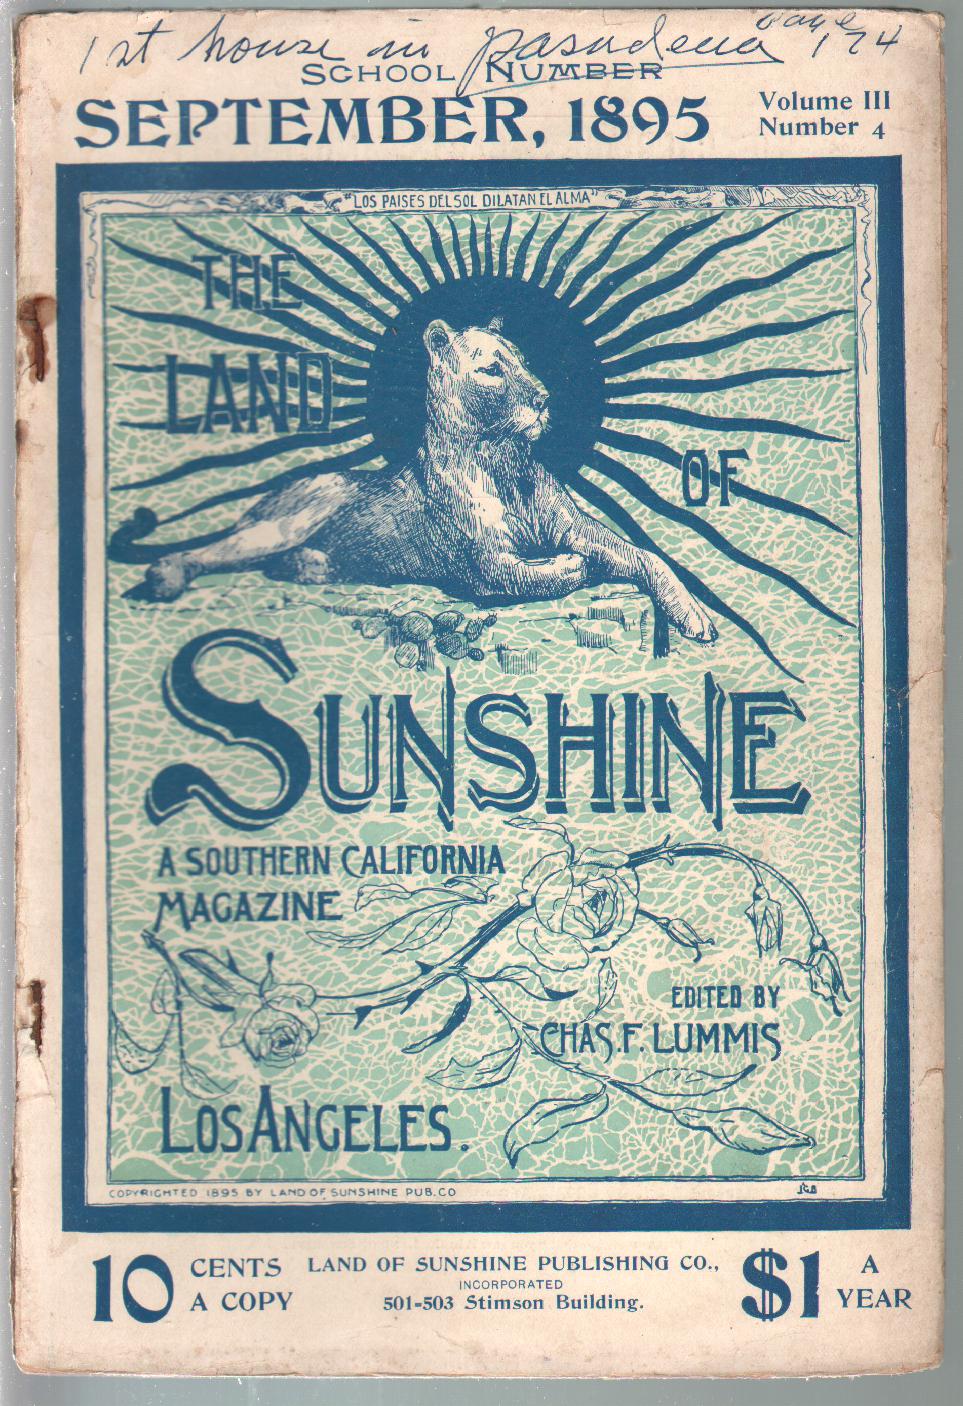 1st house in Pasadena Page 174
SCHOOL NUMBER
SEPTEMBER, 1895
Volume III
Number 4
"LOS PAISES DEL SOL DILATAN EL ALMA"
THE
LAND
OF
SUNSHINE
A SOUTHERN CALIFORNIA
MAGAZINE
EDITED BY
CHAS. F. LUMMIS
LOS ANGELES.
COPYRIGHTED 1895 BY LAND OF SUNSHINE PUB. CO
10 CENTS
A COPY
LAND OF SUNSHINE PUBLISHING CO.,
INCORPORATED
501-503 Stimson Building.
$1 A
YEAR